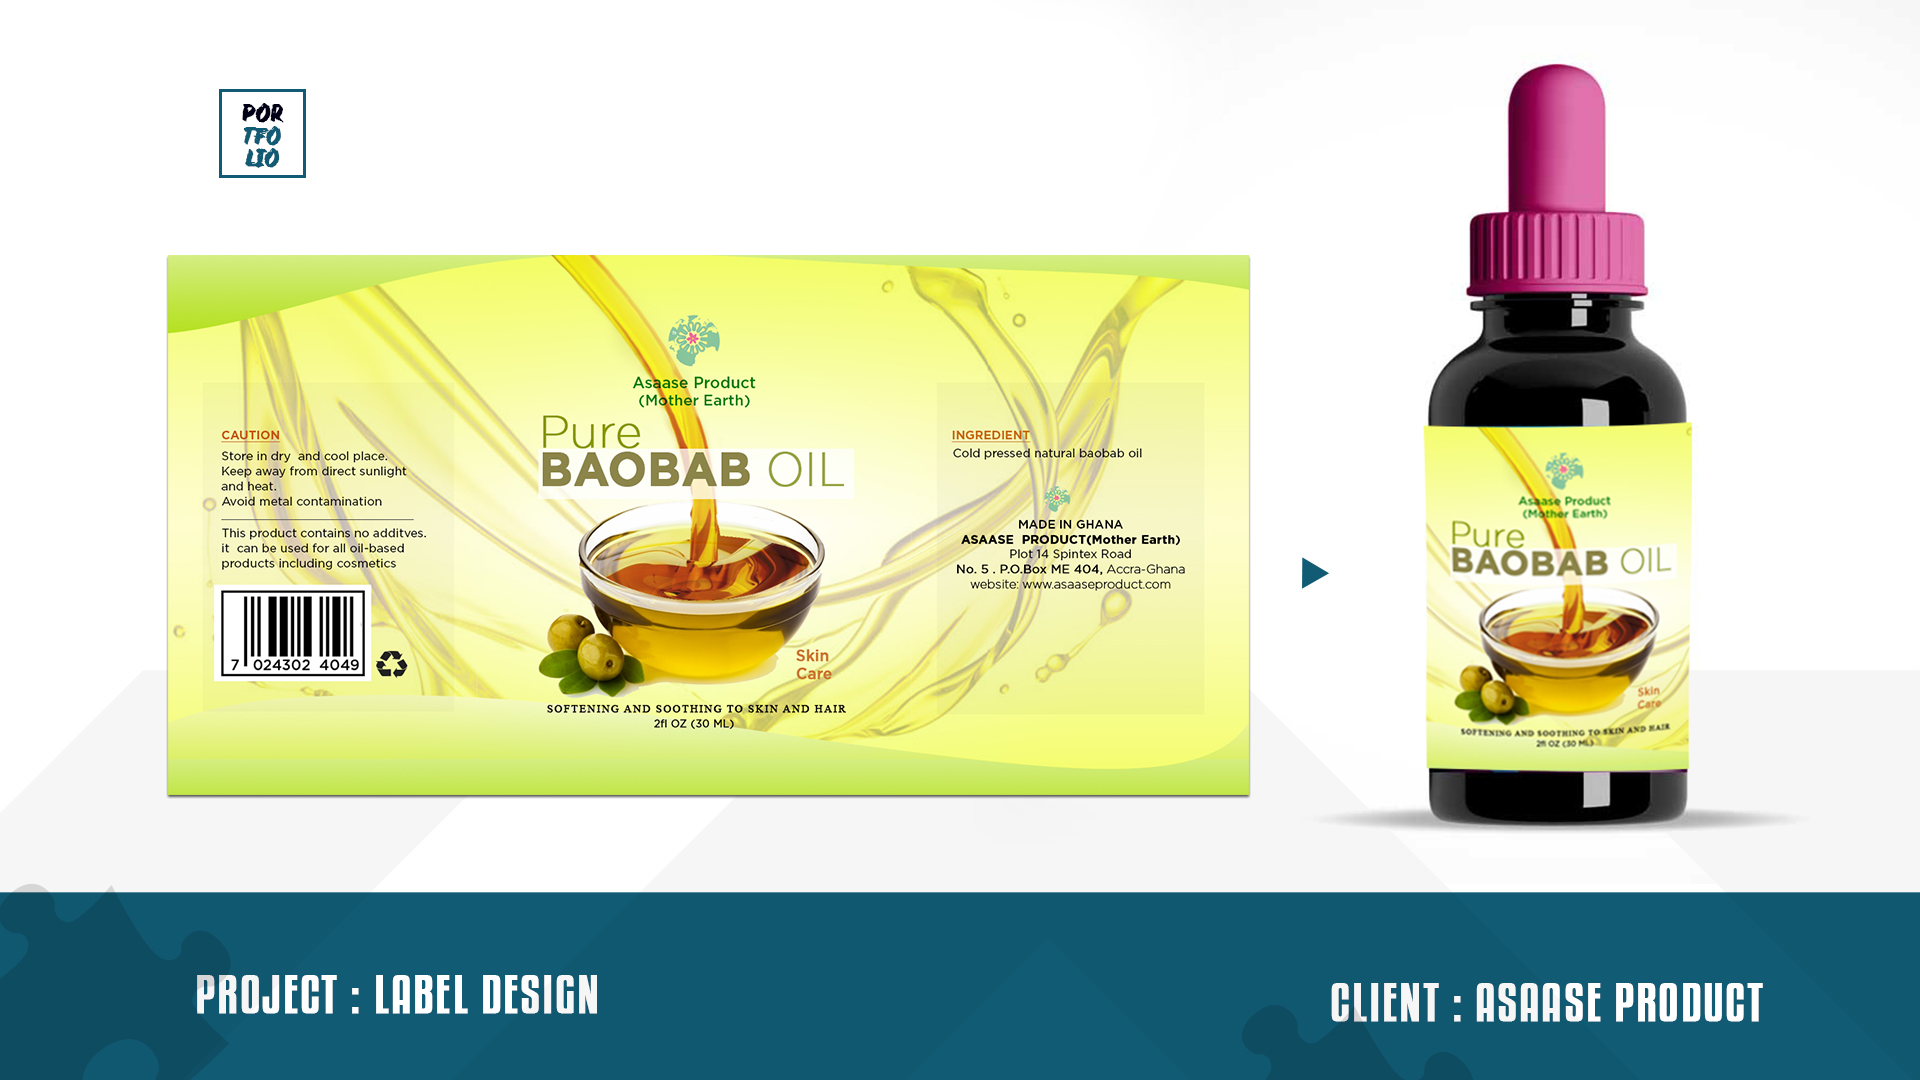 POR
TFO
LIO
CAUTION
Store in dry  and cool place.
Keep away from direct sunlight
and heat.
Avoid metal contamination
This product contains no additves.
it  can be used for all oil-based
products including cosmetics
7 024302 4049
Asaase Product
(Mother Earth)
Pure
BAOBAB OIL
Skin
Care
SOFTENING AND SOOTHING TO SKIN AND HAIR
2fl OZ (30 ML)
INGREDIENT
Cold pressed natural baobab oil
MADE IN GHANA
ASAASE  PRODUCT(Mother Earth)
Plot 14 Spintex Road
No. 5 . P.O.Box ME 404, Accra-Ghana
website: www.asaaseproduct.com
Asaase Product
(Mother Earth)
Pure
BAOBAB OIL
Skin
Care
SOFTENING AND SOOTHING TO SKIN AND HAIR
2fl OZ (30 ML)
PROJECT : LABEL DESIGN
CLIENT : ASAASE PRODUCT